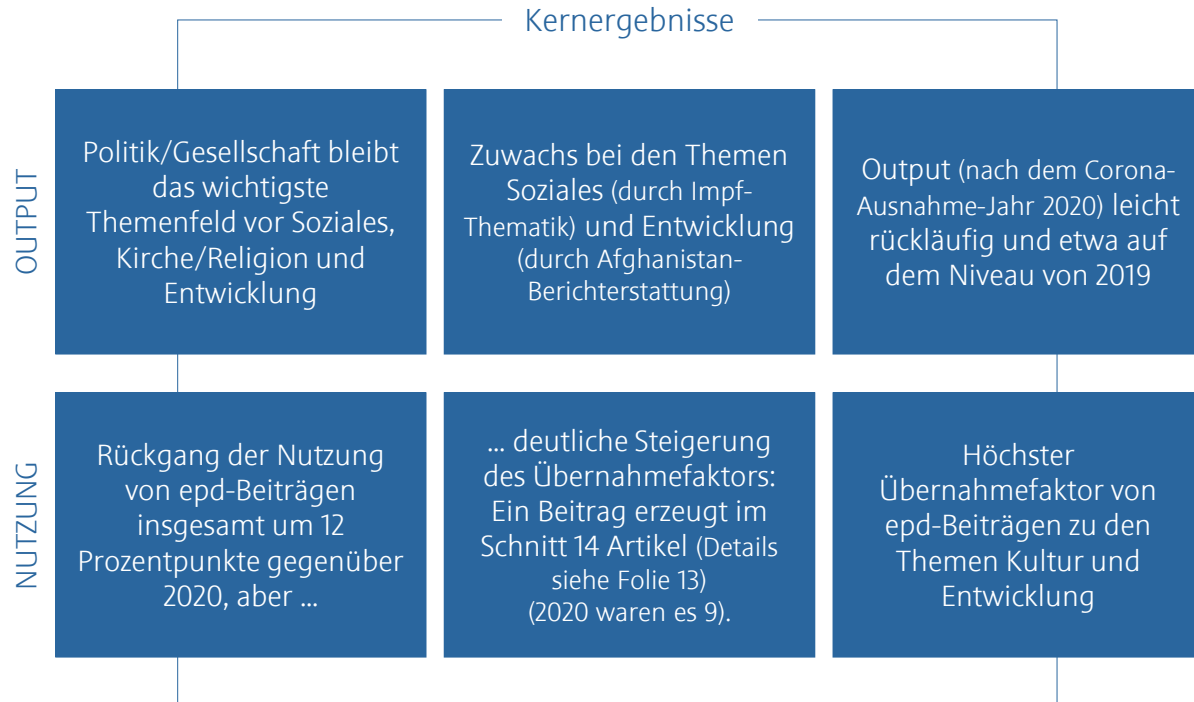 Kernergebnisse
OUTPUT
Politik/Gesellschaft bleibt
das wichtigste
Themenfeld vor Soziales,
Kirche/Religion und
Entwicklung
Zuwachs bei den Themen
Soziales (durch Impf-
Thematik) und Entwicklung
(durch Afghanistan-
Berichterstattung)
Output (nach dem Corona-
Ausnahme-Jahr 2020) leicht
rückläufig und etwa auf
dem Niveau von 2019
NUTZUNG
Rückgang der Nutzung
von epd-Beiträgen
insgesamt um 12
Prozentpunkte gegenüber
2020, aber ...
... deutliche Steigerung
des Übernahmefaktors:
Ein Beitrag erzeugt im
Schnitt 14 Artikel (Details
siehe Folie 13)
(2020 waren es 9).
Höchster
Übernahmefaktor von
epd-Beiträgen zu den
Themen Kultur und
Entwicklung